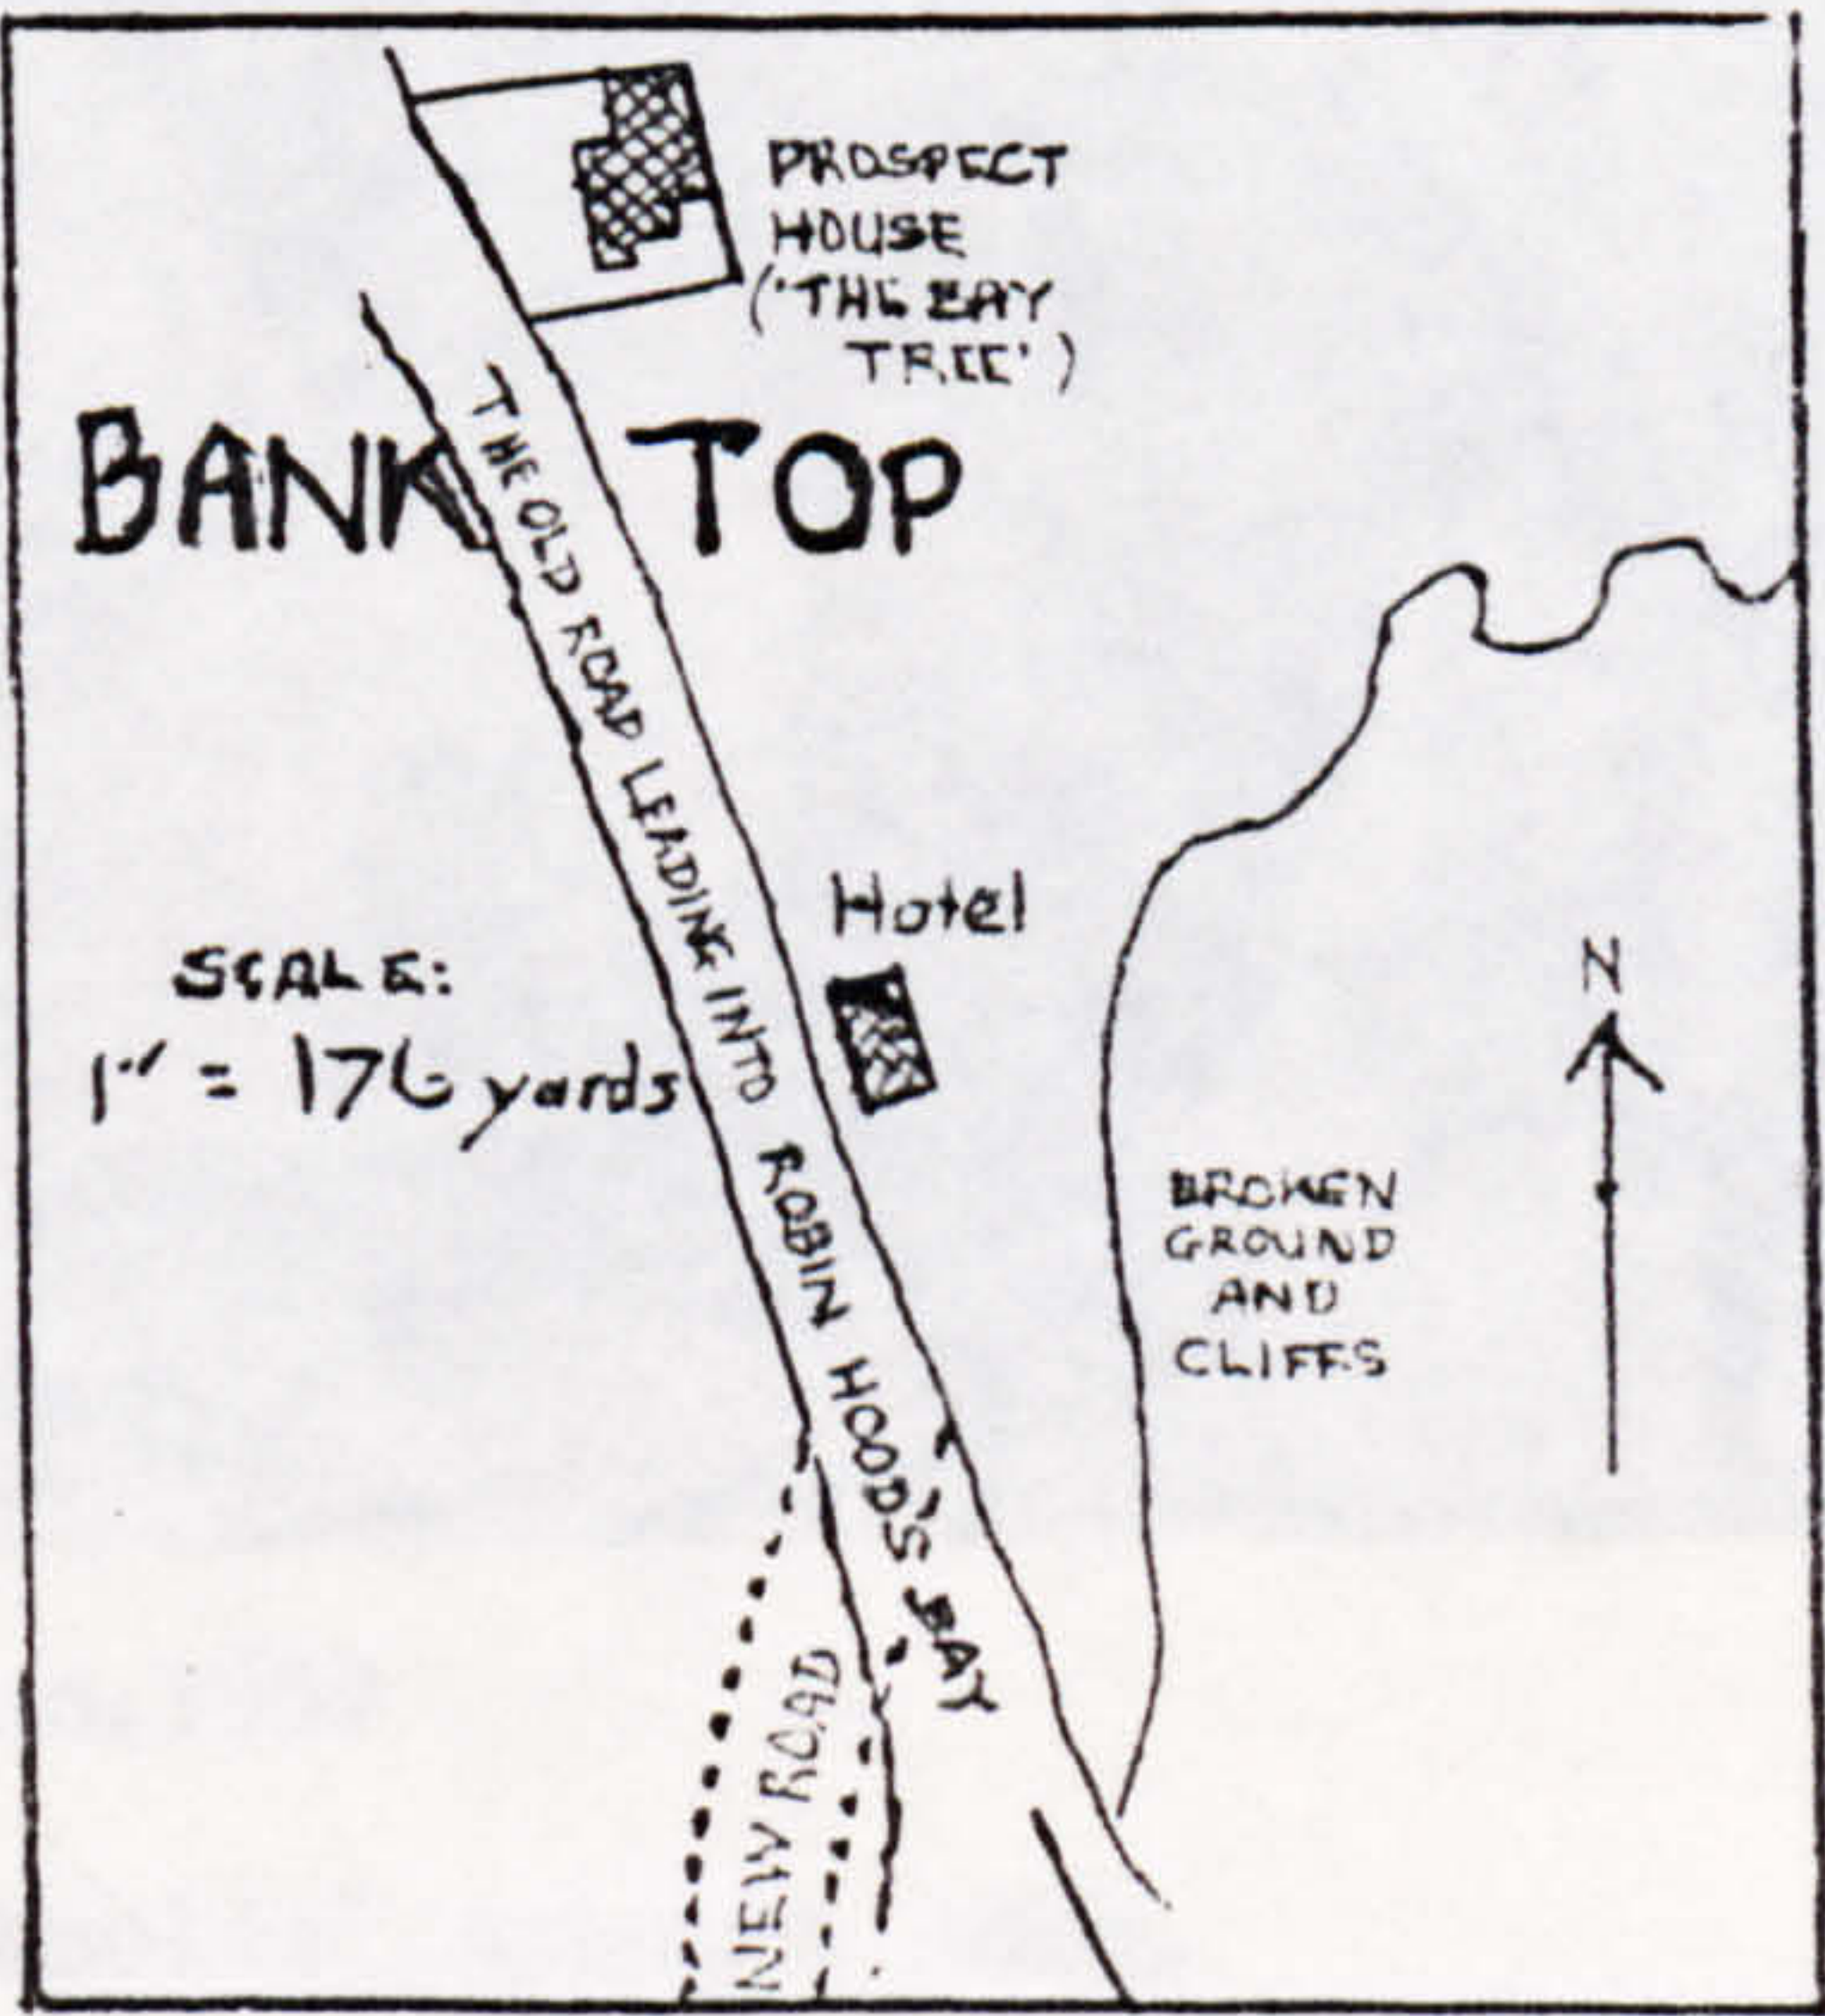 PROSPECT
HOUSE
('THE BAY
TREE')
BANK TOP
THE OLD ROAD LEADING INTO ROBIN HOOD'S BAY
Hotel
SCALE:
1" = 176 yards
N
BROKEN
GROUND
AND
CLIFFS
NEW ROAD